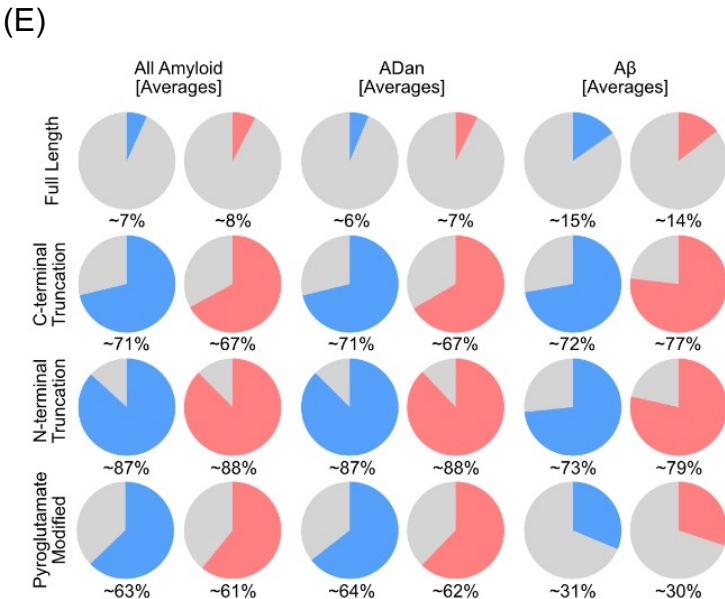 (E)
All Amyloid
[Averages]
ADan
[Averages]
Aβ
[Averages]
Full Length
~7%
~8%
~6%
~7%
~15%
~14%
C-terminal
Truncation
~71%
~67%
~71%
~67%
~72%
~77%
N-terminal
Truncation
~87%
~88%
~87%
~88%
~73%
~79%
Pyroglutamate
Modified
~63%
~61%
~64%
~62%
~31%
~30%